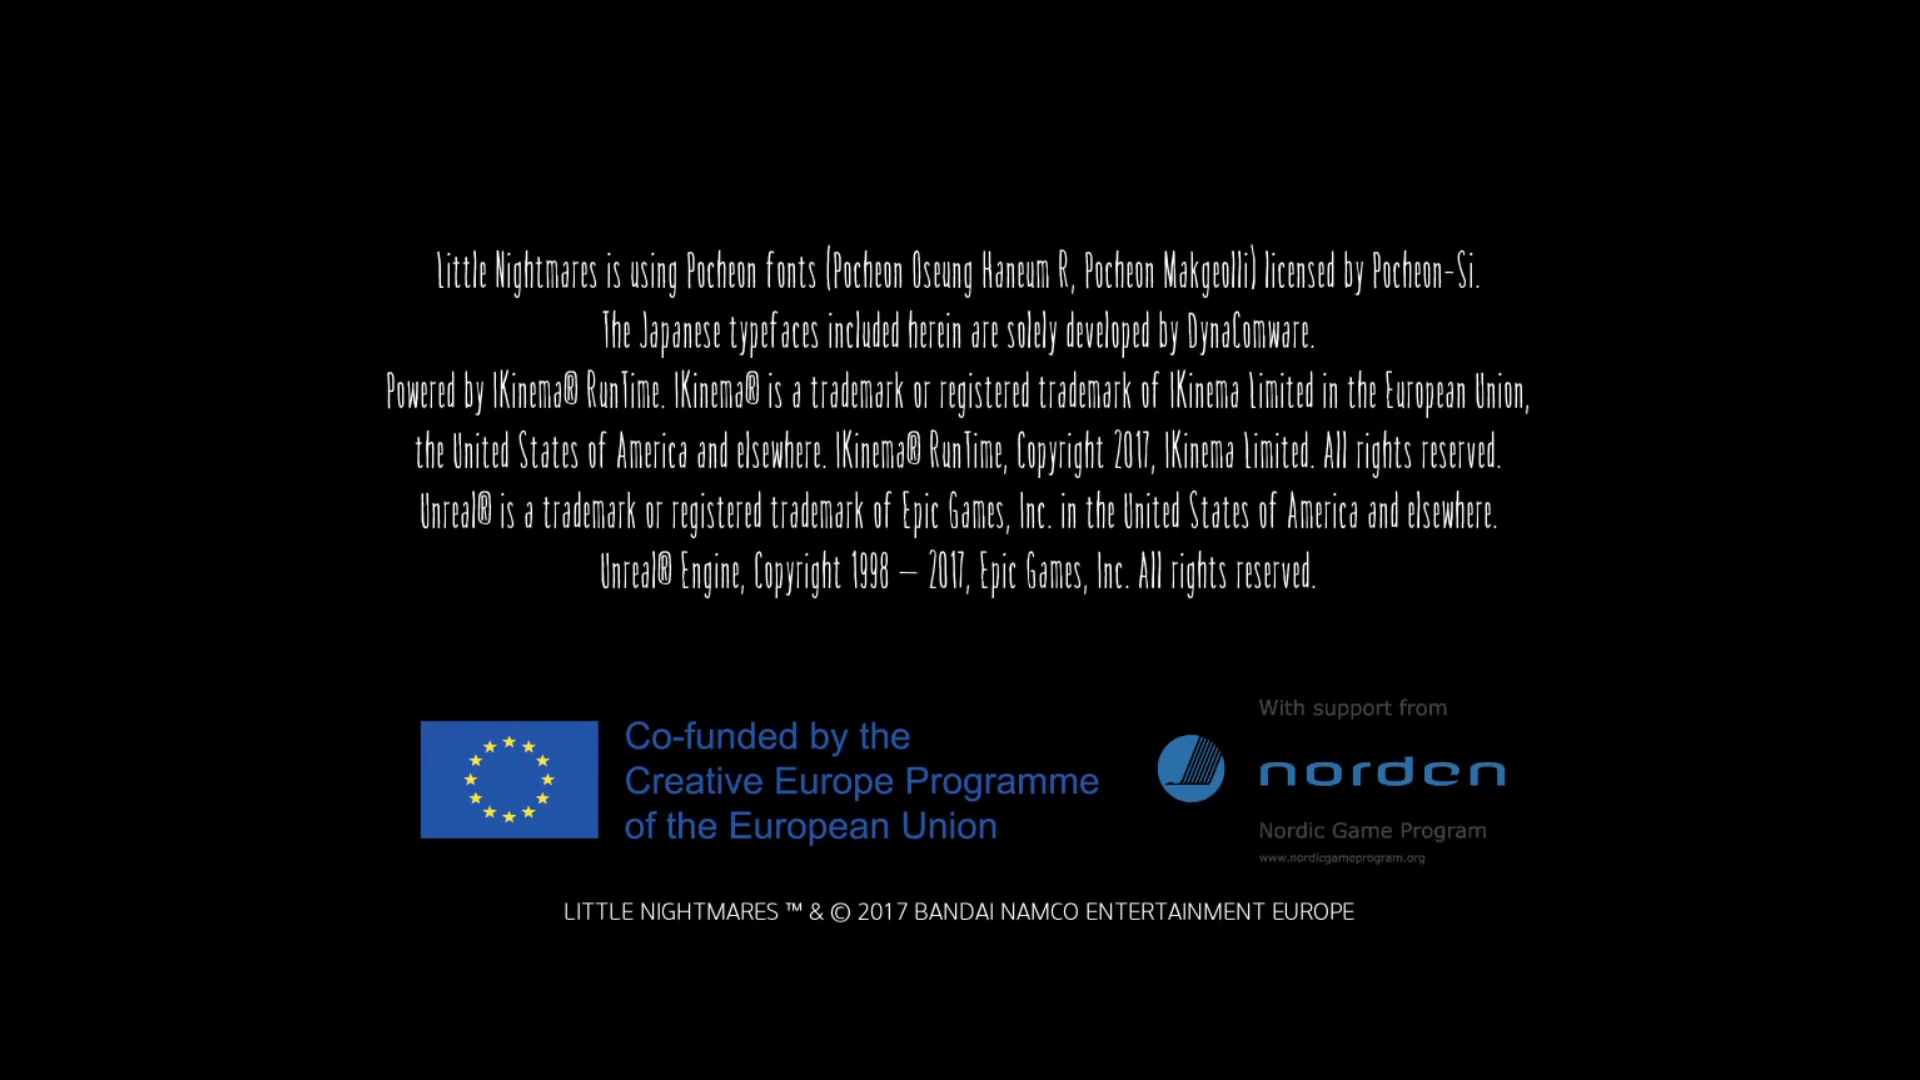 Little Nightmares is using Pocheon fonts (Pocheon Oseung Haneum R, Pocheon Makgeolli) licensed by Pocheon-Si.
The Japanese typefaces included herein are solely developed by DynaComware.
Powered by IKinema® RunTime. IKinema® is a trademark or registered trademark of IKinema Limited in the European Union,
the United States of America and elsewhere. IKinema® RunTime, Copyright 2017, IKinema Limited. All rights reserved.
Unreal® is a trademark or registered trademark of Epic Games, Inc. in the United States of America and elsewhere.
Unreal® Engine, Copyright 1998 – 2017, Epic Games, Inc. All rights reserved.
Co-funded by the
Creative Europe Programme
of the European Union
With support from
norden
Nordic Game Program
www.nordicgameprogram.org
LITTLE NIGHTMARES ™ & © 2017 BANDAI NAMCO ENTERTAINMENT EUROPE